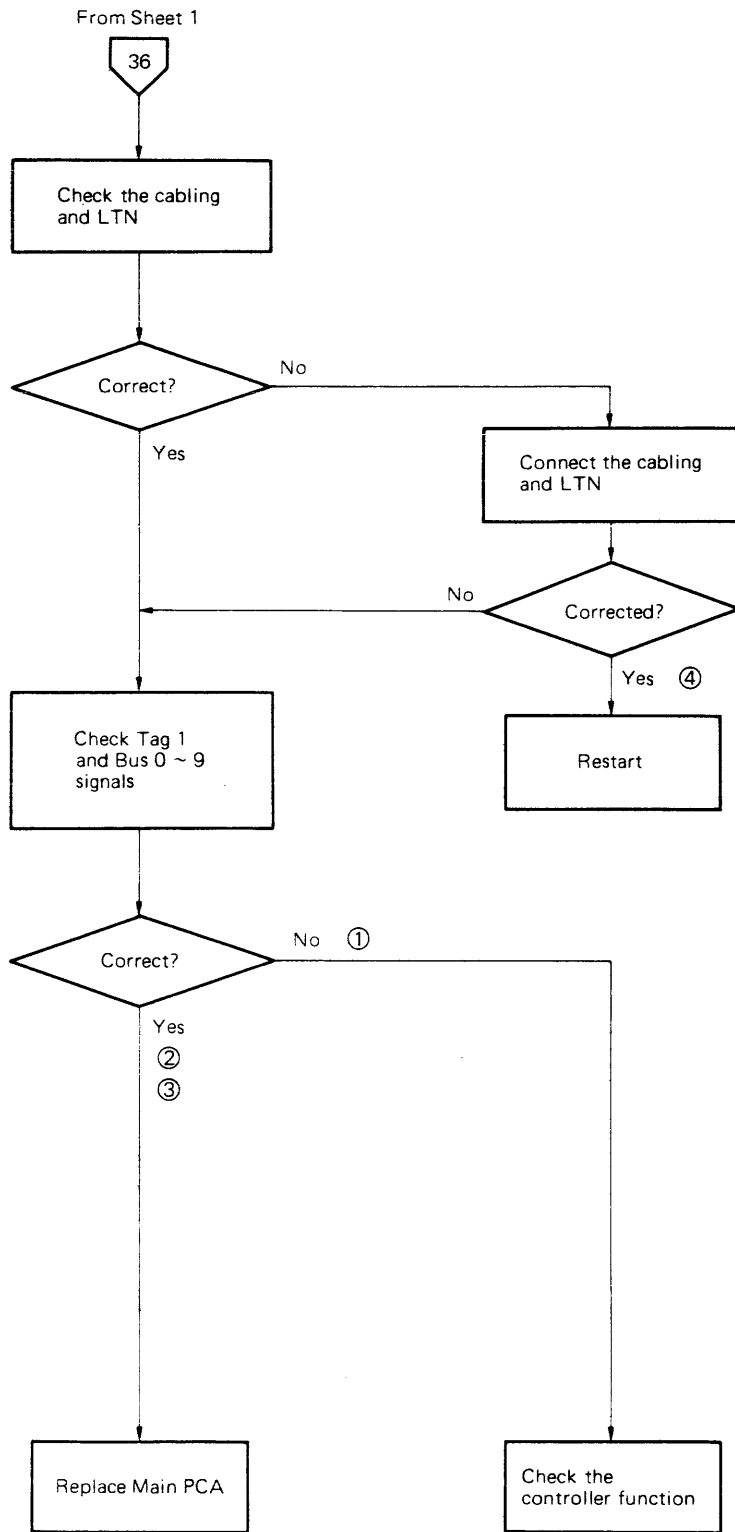 From Sheet 1
36
Check the cabling
and LTN
Correct?
No
Yes
Connect the cabling
and LTN
No
Corrected?
Yes ④
Check Tag 1
and Bus 0 ~ 9
signals
Restart
Correct?
No ①
Yes
②
③
Replace Main PCA
Check the
controller function